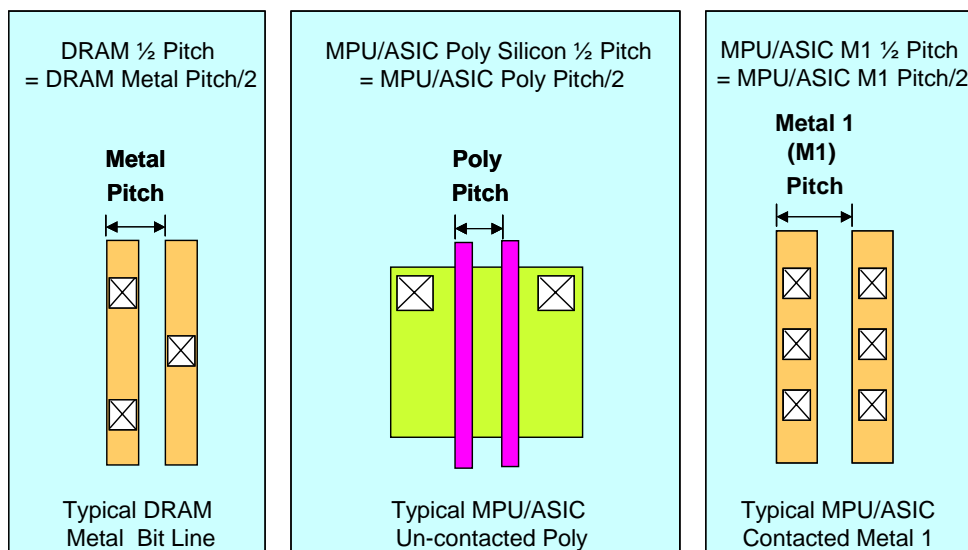 DRAM ½ Pitch
= DRAM Metal Pitch/2
Metal
Pitch
Typical DRAM
Metal Bit Line
MPU/ASIC Poly Silicon ½ Pitch
= MPU/ASIC Poly Pitch/2
Poly
Pitch
Typical MPU/ASIC
Un-contacted Poly
MPU/ASIC M1 ½ Pitch
= MPU/ASIC M1 Pitch/2
Metal 1
(M1)
Pitch
Typical MPU/ASIC
Contacted Metal 1